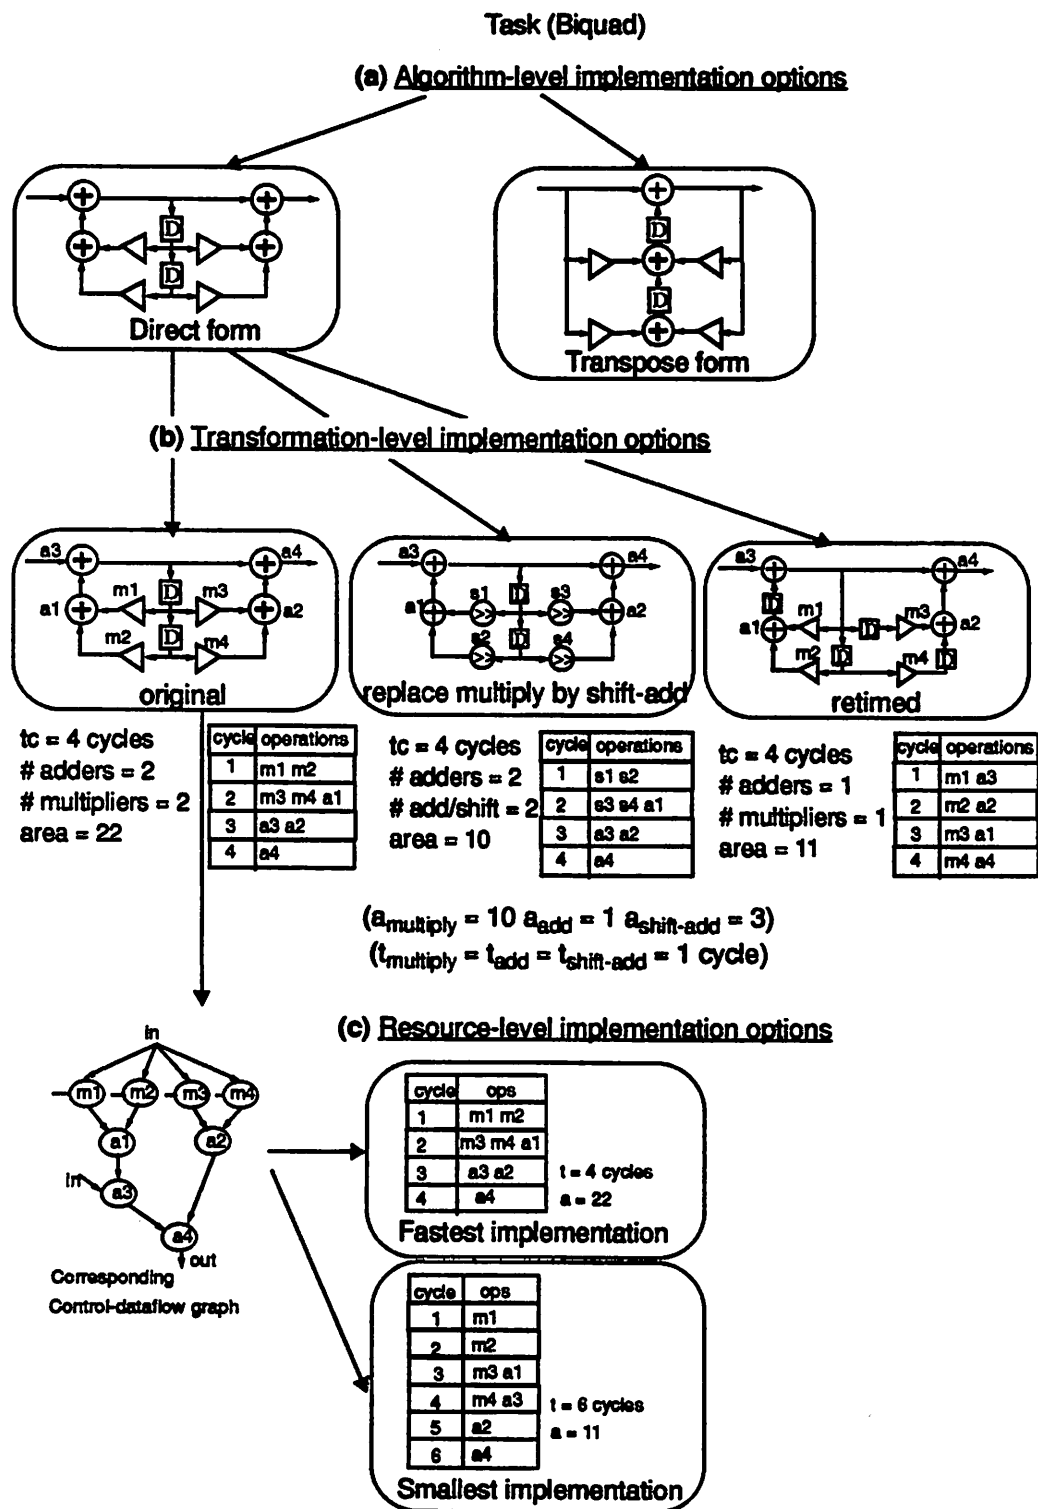 Task (Biquad)
(a) Algorithm-level implementation options
D
D
Direct form
D
D
Transpose form
(b) Transformation-level implementation options
a3 a4
m1 D m3
a1 a2
m2 D m4
original
a3 a4
s1 D s3
a1 a2
s2 D s4
>> >>
>> >>
replace multiply by shift-add
a3 a4
D m1 m3
a1 D a2
m2 D m4 D
retimed
tc = 4 cycles
# adders = 2
# multipliers = 2
area = 22
cycle operations
1 m1 m2
2 m3 m4 a1
3 a3 a2
4 a4
tc = 4 cycles
# adders = 2
# add/shift = 2
area = 10
cycle operations
1 s1 s2
2 s3 s4 a1
3 a3 a2
4 a4
tc = 4 cycles
# adders = 1
# multipliers = 1
area = 11
cycle operations
1 m1 a3
2 m2 a2
3 m3 a1
4 m4 a4
(a multiply = 10 a add = 1 a shift-add = 3)
(t multiply = t add = t shift-add = 1 cycle)
(c) Resource-level implementation options
in
m1 m2 m3 m4
a1 a2
in
a3
a4
out
Corresponding
Control-dataflow graph
cycle ops
1 m1 m2
2 m3 m4 a1
3 a3 a2
4 a4
t = 4 cycles
a = 22
Fastest implementation
cycle ops
1 m1
2 m2
3 m3 a1
4 m4 a3
5 a2
6 a4
t = 6 cycles
a = 11
Smallest implementation